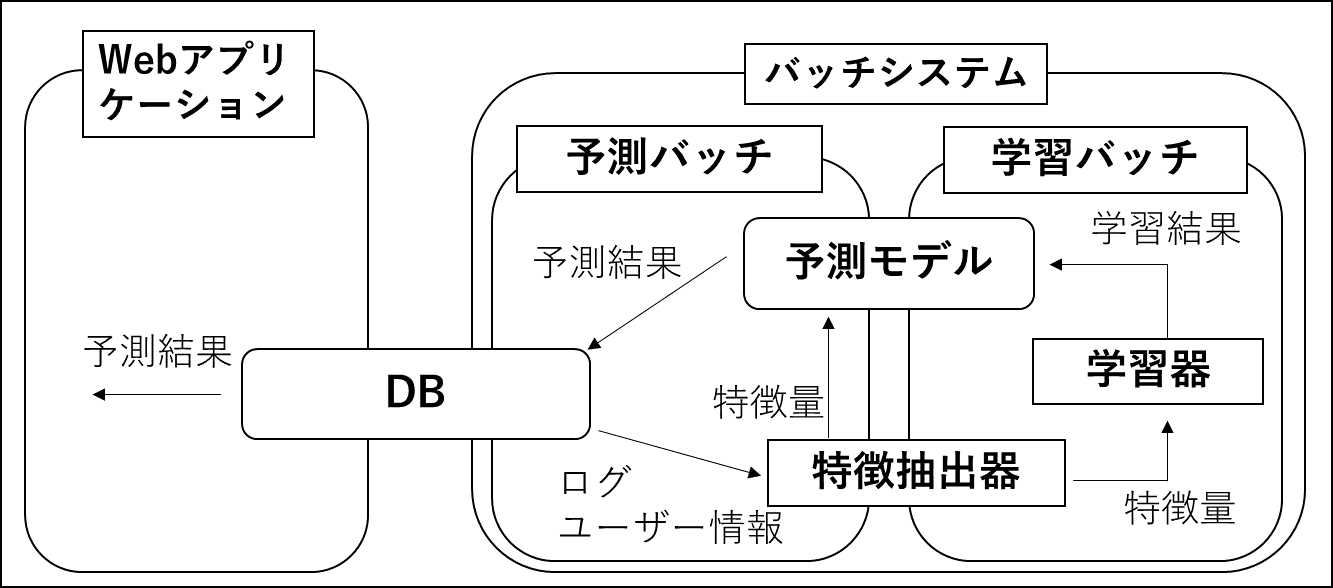 Webアプリ
ケーション
バッチシステム
予測バッチ
学習バッチ
予測モデル
学習結果
予測結果
予測結果
DB
学習器
特徴量
特徴抽出器
ログ
ユーザー情報
特徴量